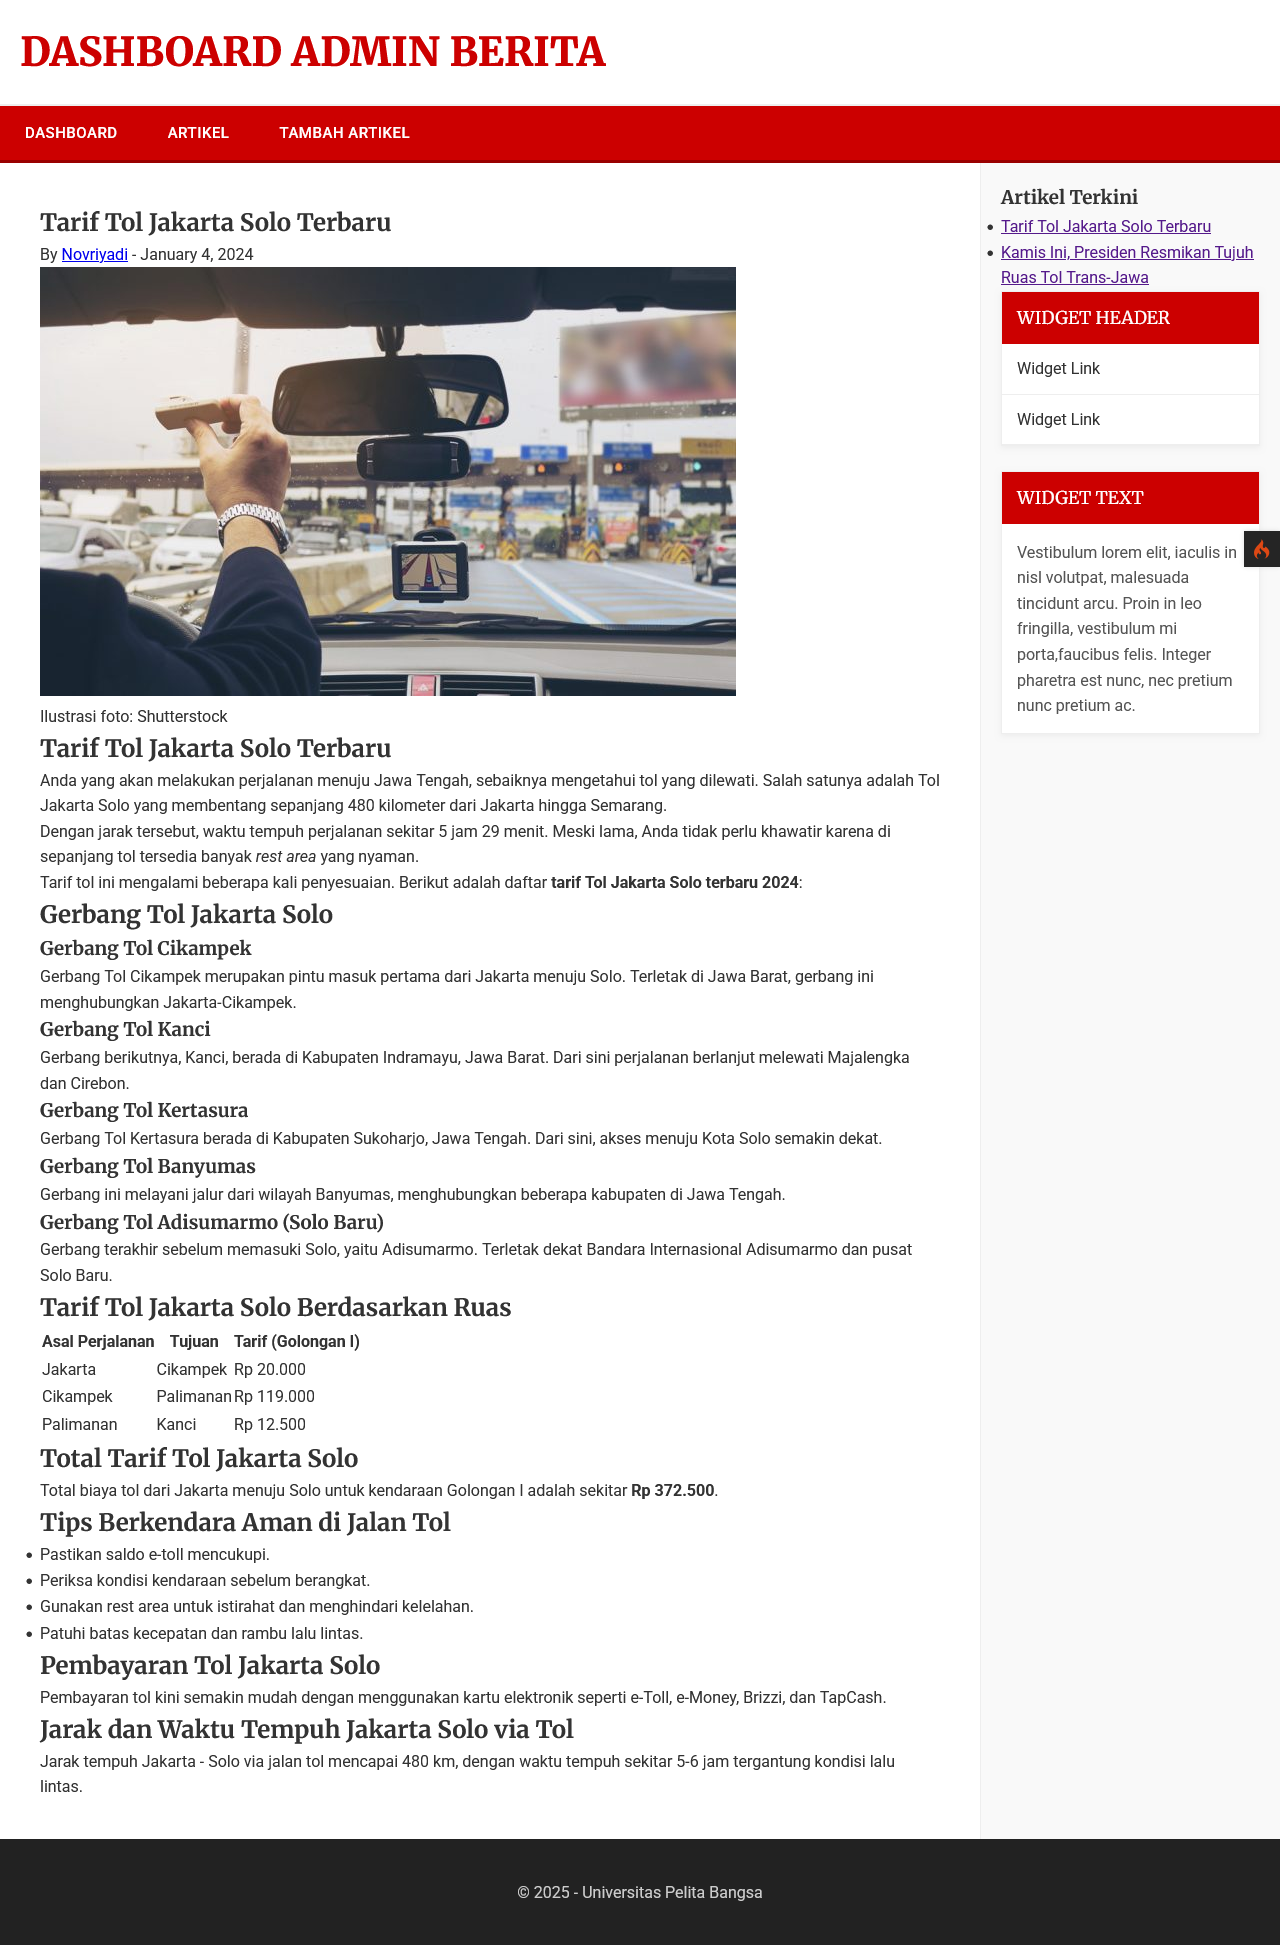 DASHBOARD ADMIN BERITA
DASHBOARD ARTIKEL TAMBAH ARTIKEL
Tarif Tol Jakarta Solo Terbaru
By Novriyadi - January 4, 2024
Ilustrasi foto: Shutterstock
Tarif Tol Jakarta Solo Terbaru
Anda yang akan melakukan perjalanan menuju Jawa Tengah, sebaiknya mengetahui tol yang dilewati. Salah satunya adalah Tol
Jakarta Solo yang membentang sepanjang 480 kilometer dari Jakarta hingga Semarang.
Dengan jarak tersebut, waktu tempuh perjalanan sekitar 5 jam 29 menit. Meski lama, Anda tidak perlu khawatir karena di
sepanjang tol tersedia banyak rest area yang nyaman.
Tarif tol ini mengalami beberapa kali penyesuaian. Berikut adalah daftar tarif Tol Jakarta Solo terbaru 2024:
Gerbang Tol Jakarta Solo
Gerbang Tol Cikampek
Gerbang Tol Cikampek merupakan pintu masuk pertama dari Jakarta menuju Solo. Terletak di Jawa Barat, gerbang ini
menghubungkan Jakarta-Cikampek.
Gerbang Tol Kanci
Gerbang berikutnya, Kanci, berada di Kabupaten Indramayu, Jawa Barat. Dari sini perjalanan berlanjut melewati Majalengka
dan Cirebon.
Gerbang Tol Kertasura
Gerbang Tol Kertasura berada di Kabupaten Sukoharjo, Jawa Tengah. Dari sini, akses menuju Kota Solo semakin dekat.
Gerbang Tol Banyumas
Gerbang ini melayani jalur dari wilayah Banyumas, menghubungkan beberapa kabupaten di Jawa Tengah.
Gerbang Tol Adisumarmo (Solo Baru)
Gerbang terakhir sebelum memasuki Solo, yaitu Adisumarmo. Terletak dekat Bandara Internasional Adisumarmo dan pusat
Solo Baru.
Tarif Tol Jakarta Solo Berdasarkan Ruas
Asal Perjalanan Tujuan Tarif (Golongan I)
Jakarta Cikampek Rp 20.000
Cikampek Palimanan Rp 119.000
Palimanan Kanci Rp 12.500
Total Tarif Tol Jakarta Solo
Total biaya tol dari Jakarta menuju Solo untuk kendaraan Golongan I adalah sekitar Rp 372.500.
Tips Berkendara Aman di Jalan Tol
• Pastikan saldo e-toll mencukupi.
• Periksa kondisi kendaraan sebelum berangkat.
• Gunakan rest area untuk istirahat dan menghindari kelelahan.
• Patuhi batas kecepatan dan rambu lalu lintas.
Pembayaran Tol Jakarta Solo
Pembayaran tol kini semakin mudah dengan menggunakan kartu elektronik seperti e-Toll, e-Money, Brizzi, dan TapCash.
Jarak dan Waktu Tempuh Jakarta Solo via Tol
Jarak tempuh Jakarta - Solo via jalan tol mencapai 480 km, dengan waktu tempuh sekitar 5-6 jam tergantung kondisi lalu
lintas.
Artikel Terkini
• Tarif Tol Jakarta Solo Terbaru
• Kamis Ini, Presiden Resmikan Tujuh
Ruas Tol Trans-Jawa
WIDGET HEADER
Widget Link
Widget Link
WIDGET TEXT
Vestibulum lorem elit, iaculis in
nisl volutpat, malesuada
tincidunt arcu. Proin in leo
fringilla, vestibulum mi
porta,faucibus felis. Integer
pharetra est nunc, nec pretium
nunc pretium ac.
© 2025 - Universitas Pelita Bangsa